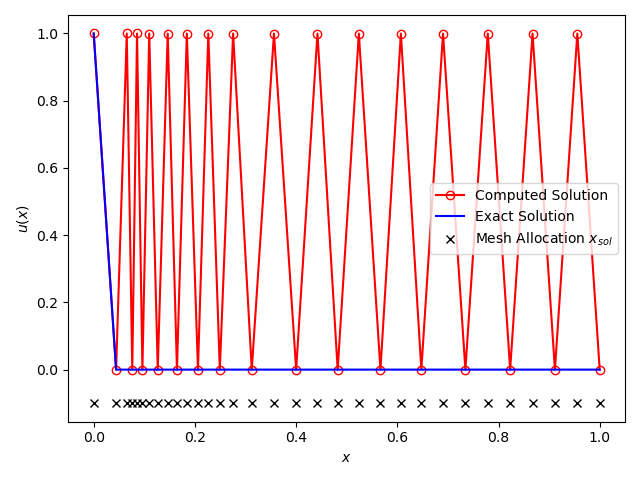 1.0
0.8
0.6
0.4
0.2
0.0
u(x)
0.0 0.2 0.4 0.6 0.8 1.0
x
Computed Solution
Exact Solution
Mesh Allocation x_sol